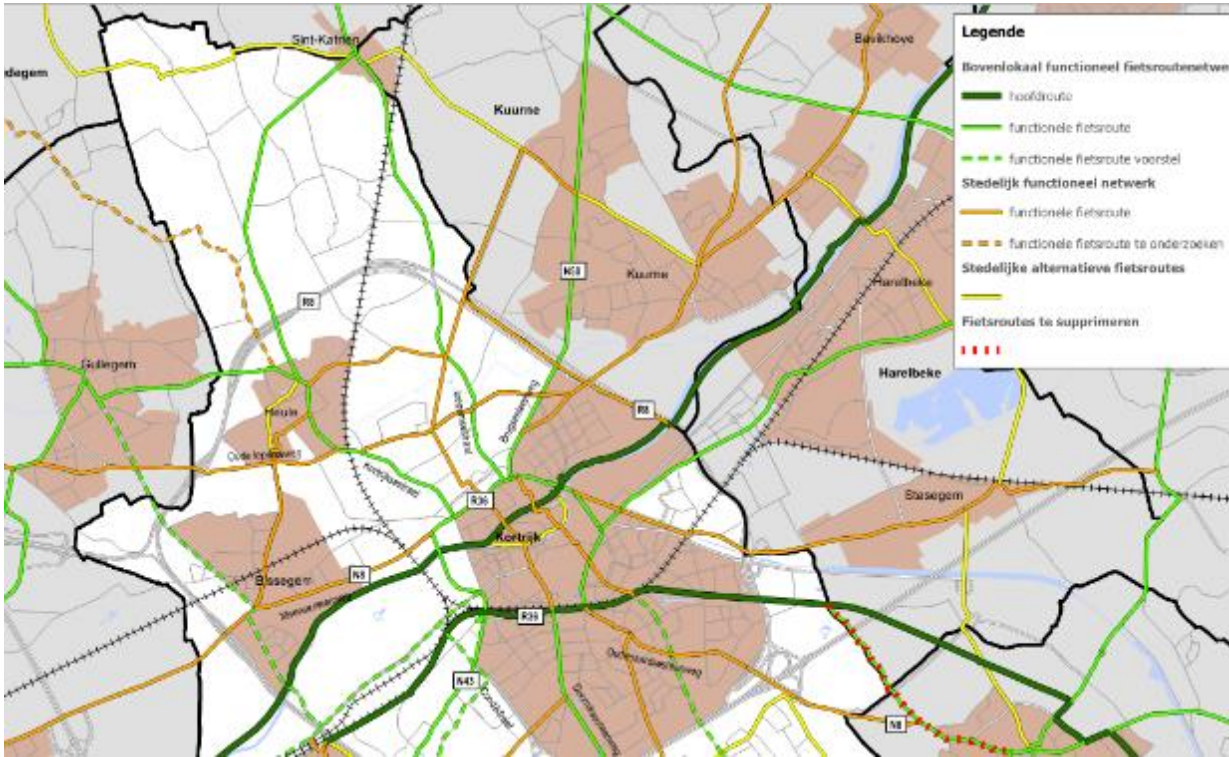 Sint-Katrien
Bavikhove
edegem
Kuurne
Legende
Bovenlokaal functioneel fietsroutenetwe
hoofdroute
functionele fietsroute
functionele fietsroute voorstel
Stedelijk functioneel netwerk
functionele fietsroute
functionele fietsroute te onderzoeken
Stedelijke alternatieve fietsroutes
Fietsroutes te supprimeren
N50
Kuurne
Harelbeke
R8
Gullegem
Harelbeke
Heule
R8
Stasegem
R36
Kortrijk
Bissegem
N8
R36
N43
N8